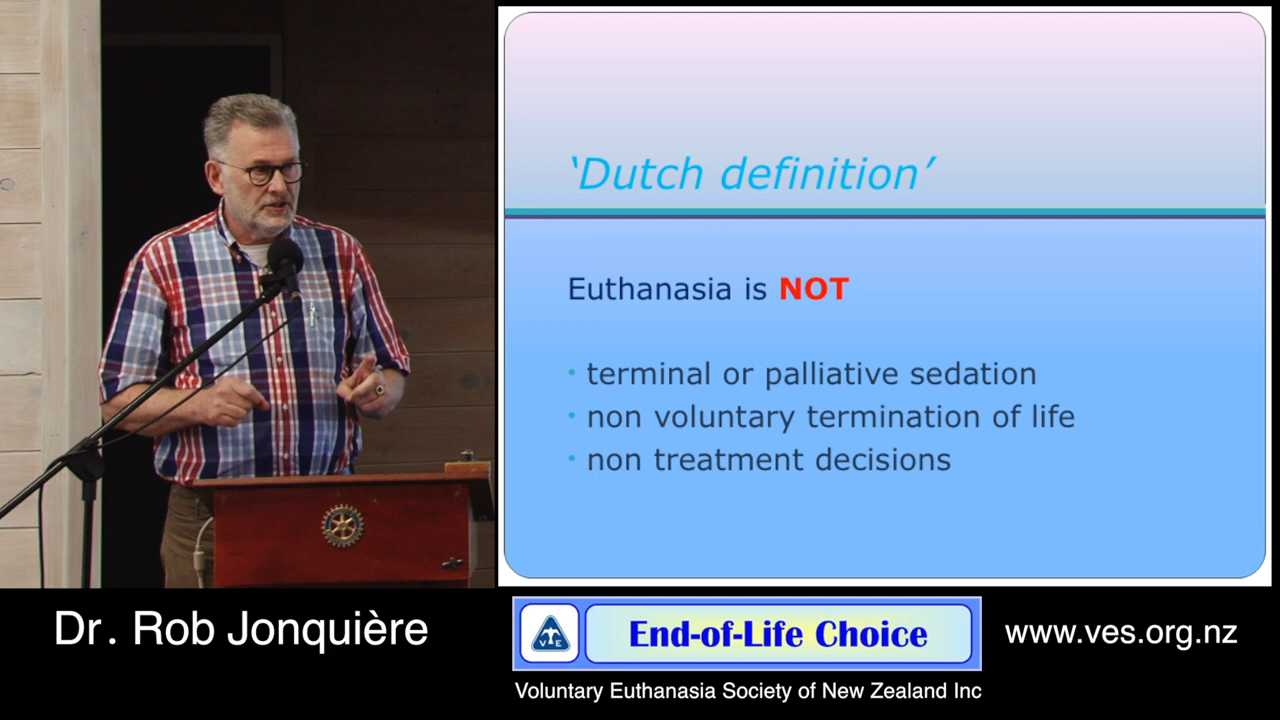 ‘Dutch definition’
Euthanasia is NOT
• terminal or palliative sedation
• non voluntary termination of life
• non treatment decisions
Dr. Rob Jonquière
VE
End-of-Life Choice
www.ves.org.nz
Voluntary Euthanasia Society of New Zealand Inc